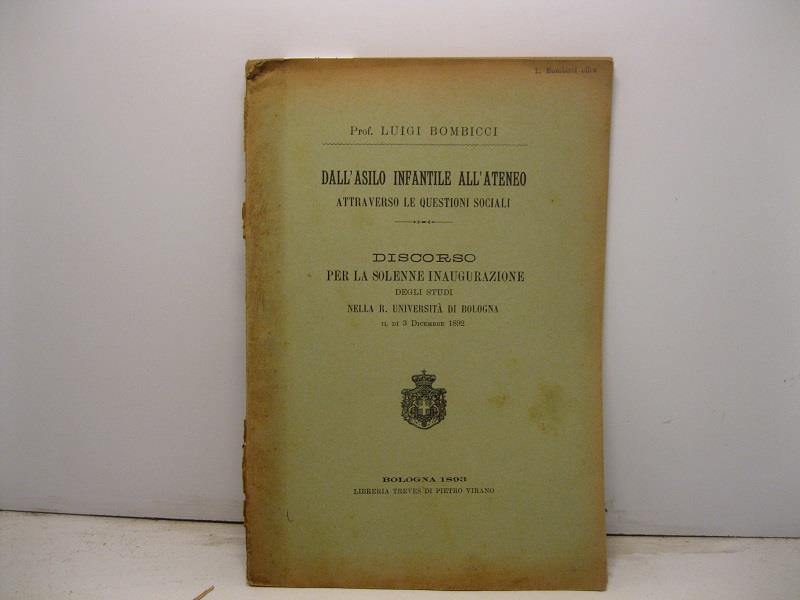 Prof. LUIGI BOMBICCI
DALL'ASILO INFANTILE ALL'ATENEO
ATTRAVERSO LE QUESTIONI SOCIALI
DISCORSO
PER LA SOLENNE INAUGURAZIONE
DEGLI STUDI
NELLA R. UNIVERSITÀ DI BOLOGNA
IL DI 3 DICEMBRE 1892
BOLOGNA 1893
LIBRERIA TREVES DI PIETRO VIRANO